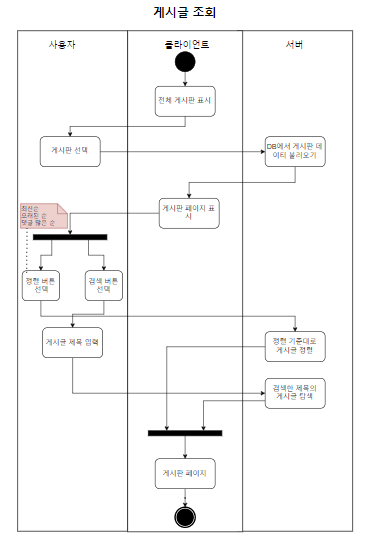 게시글 조회
사용자
클라이언트
서버
전체 게시판 표시
게시판 선택
DB에서 게시판 데
이터 불러오기
게시판 페이지 표
시
최신순
오래된 순
댓글 많은 순
정렬 버튼
선택
검색 버튼
선택
게시글 제목 입력
정렬 기준대로
게시글 정렬
검색한 제목의
게시글 탐색
게시판 페이지